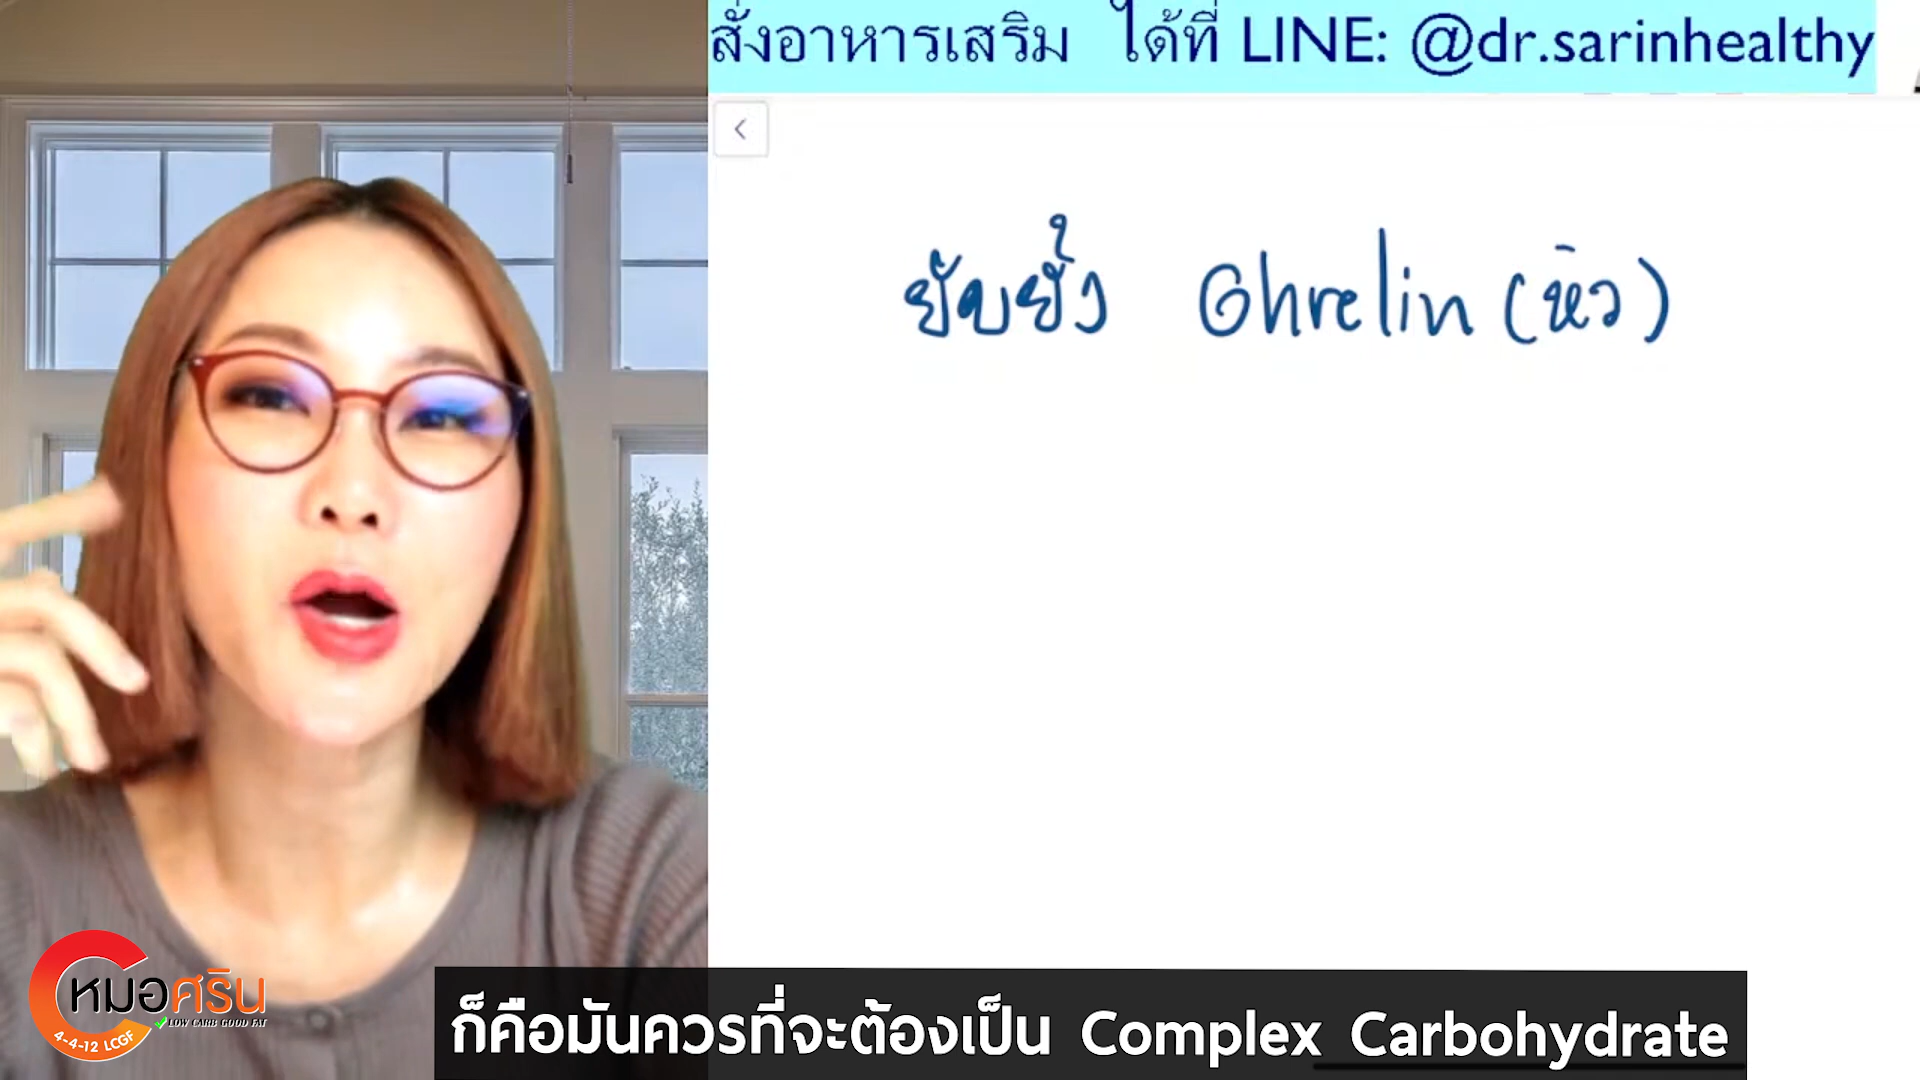 สั่งอาหารเสริม ได้ที่ LINE: @dr.sarinhealthy
ยับยั้ง Ghrelin (หิว)
หมอศริน
LOW CARB GOOD FAT
4-4-12 LCGF
ก็คือมันควรที่จะต้องเป็น Complex Carbohydrate